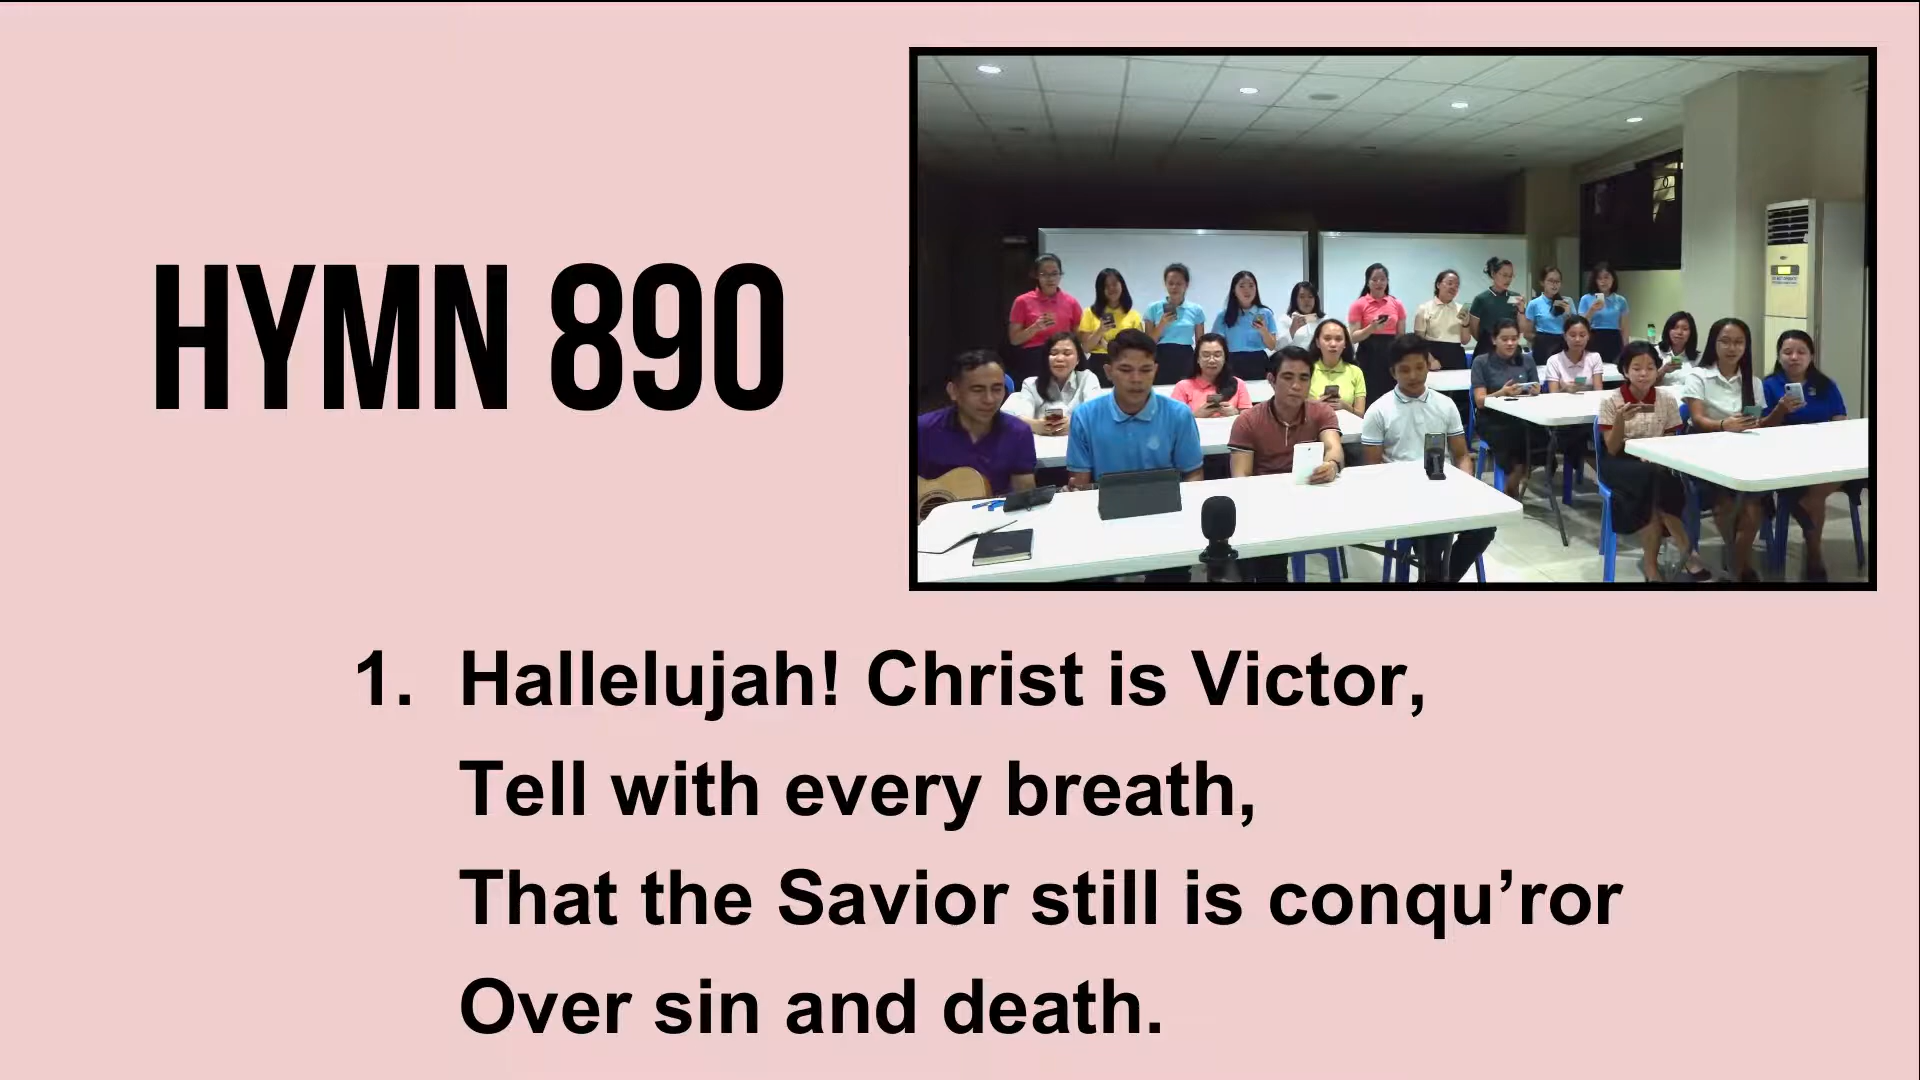 HYMN 890
1. Hallelujah! Christ is Victor,
Tell with every breath,
That the Savior still is conqu’ror
Over sin and death.